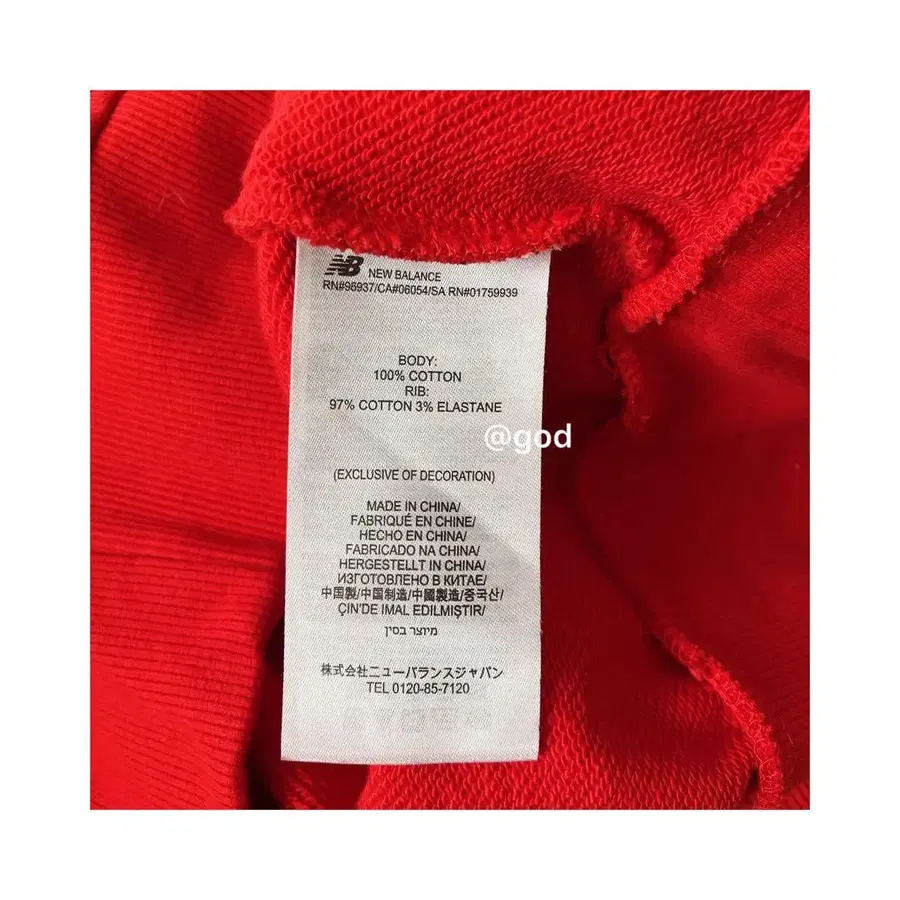 NB NEW BALANCE
RN#96937/CA#06054/SA RN#01759939
BODY:
100% COTTON
RIB:
97% COTTON 3% ELASTANE
@god
(EXCLUSIVE OF DECORATION)
MADE IN CHINA/
FABRIQUÉ EN CHINE/
HECHO EN CHINA/
FABRICADO NA CHINA/
HERGESTELLT IN CHINA/
ИЗГОТОВЛЕНО В КИТАЕ/
中国製/中国制造/中國製造/중국산/
ÇIN'DE IMAL EDILMIŞTIR/
מיוצר בסין
株式会社ニューバランスジャパン
TEL 0120-85-7120